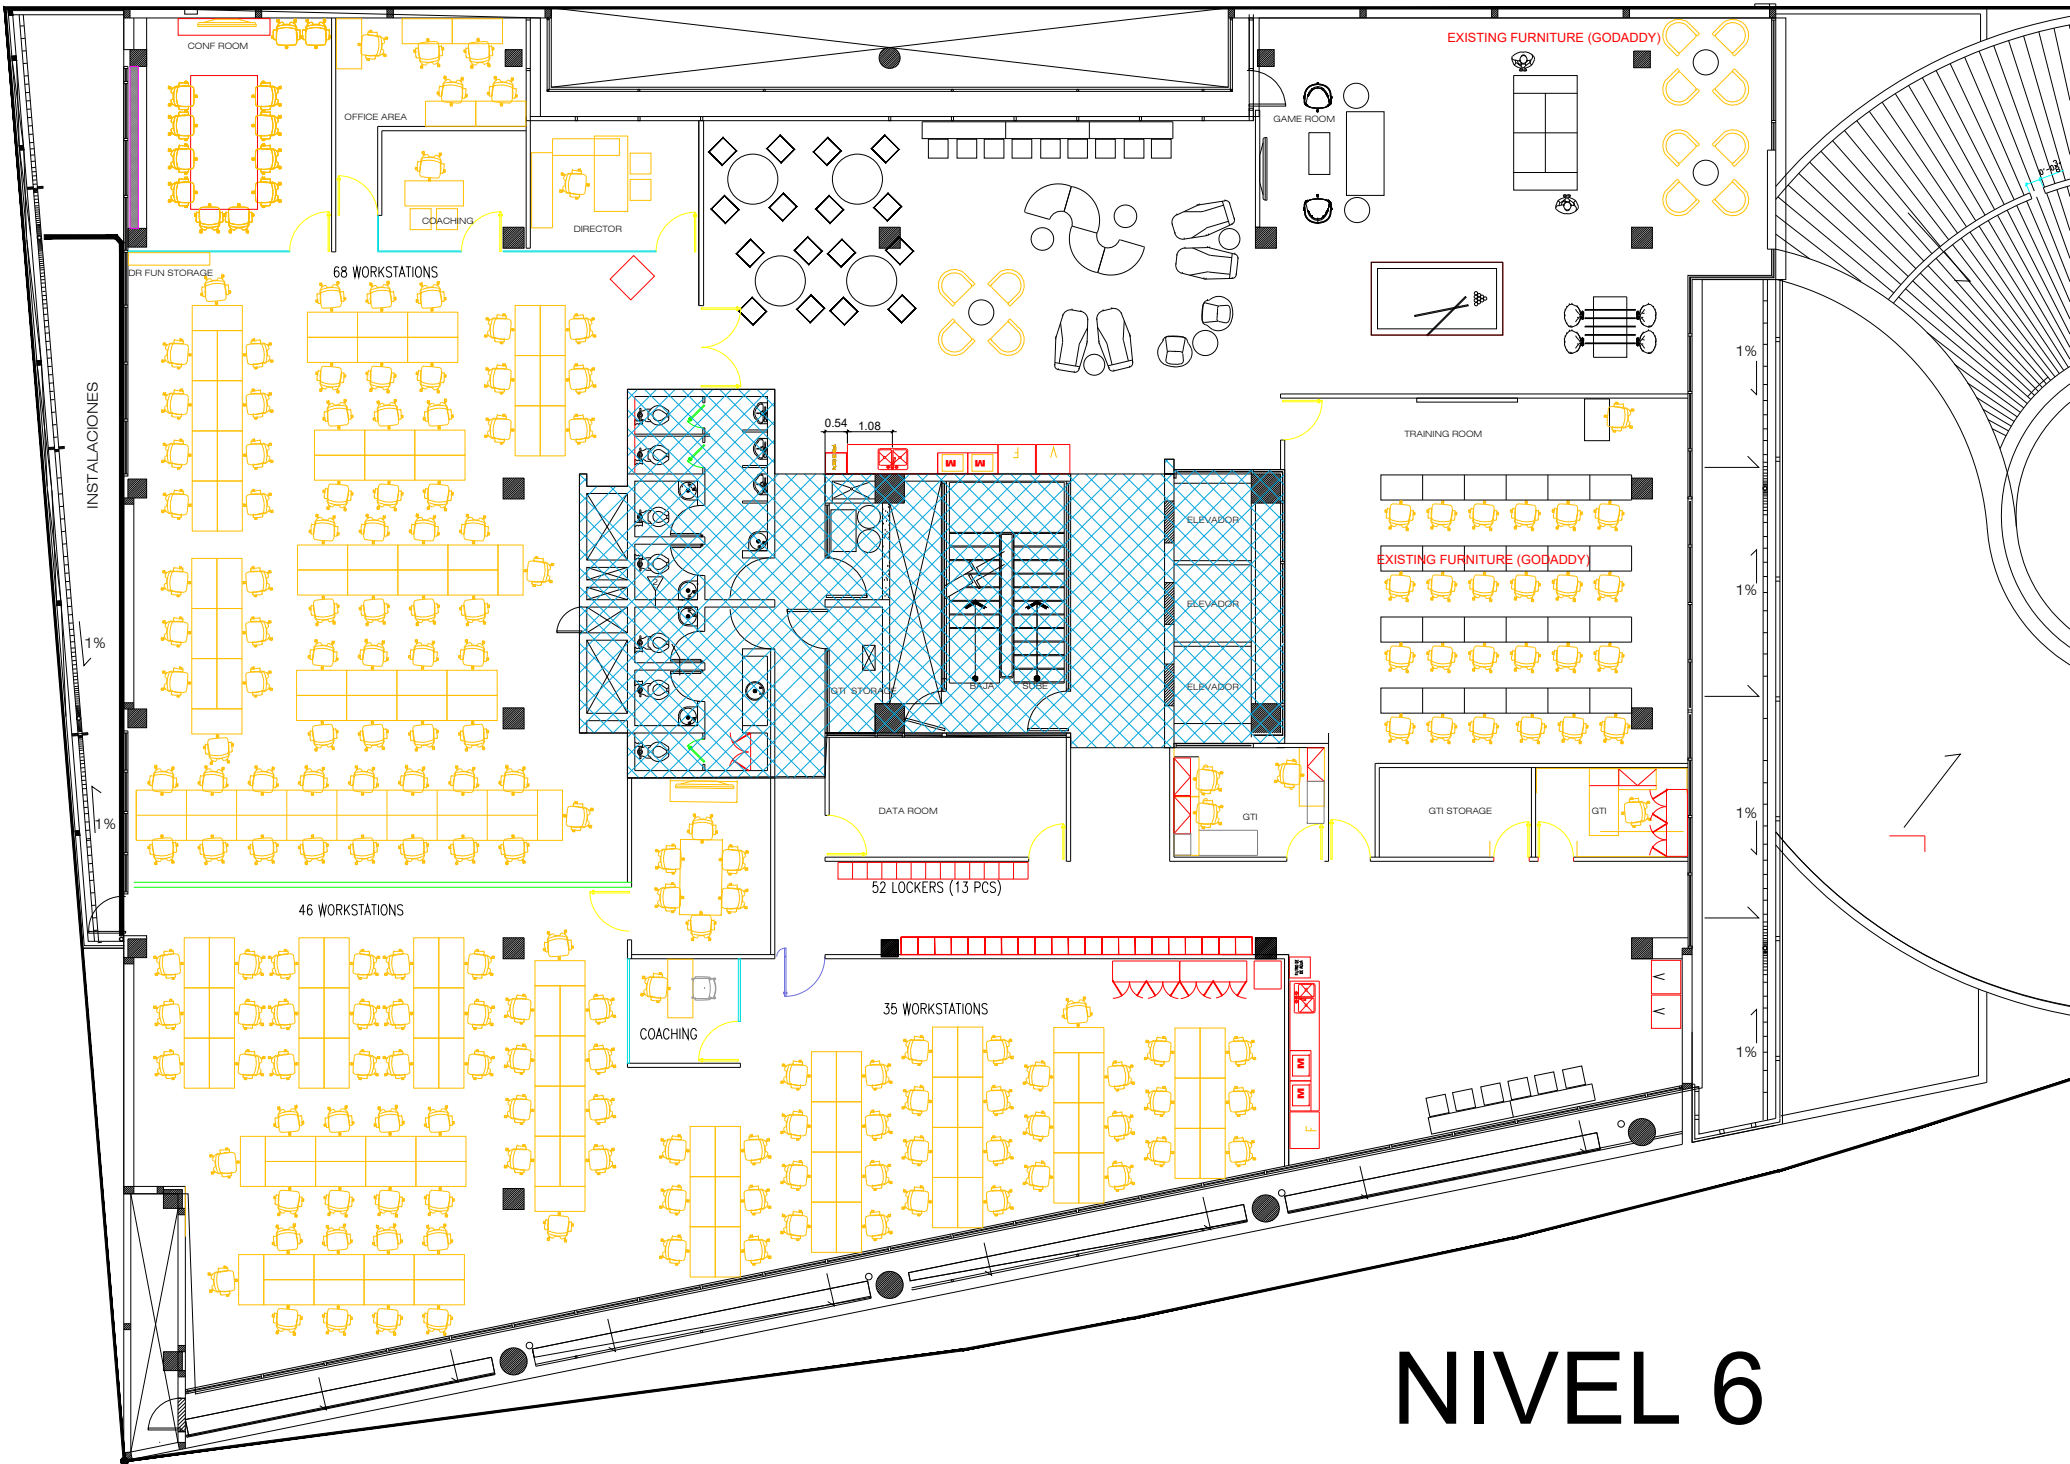 EXISTING FURNITURE (GODADDY)
CONF ROOM
OFFICE AREA
GAME ROOM
COACHING
DIRECTOR
DR FUN STORAGE
68 WORKSTATIONS
1%
INSTALACIONES
0.54
1.08
TRAINING ROOM
M
M
F
V
ELEVADOR
EXISTING FURNITURE (GODADDY)
1%
ELEVADOR
1%
2
GTI STORAGE
BAJA
SUBE
ELEVADOR
DATA ROOM
GTI
GTI STORAGE
GTI
1%
1%
52 LOCKERS (13 PCS)
46 WORKSTATIONS
35 WORKSTATIONS
COACHING
V
V
M
M
F
1%
NIVEL 6